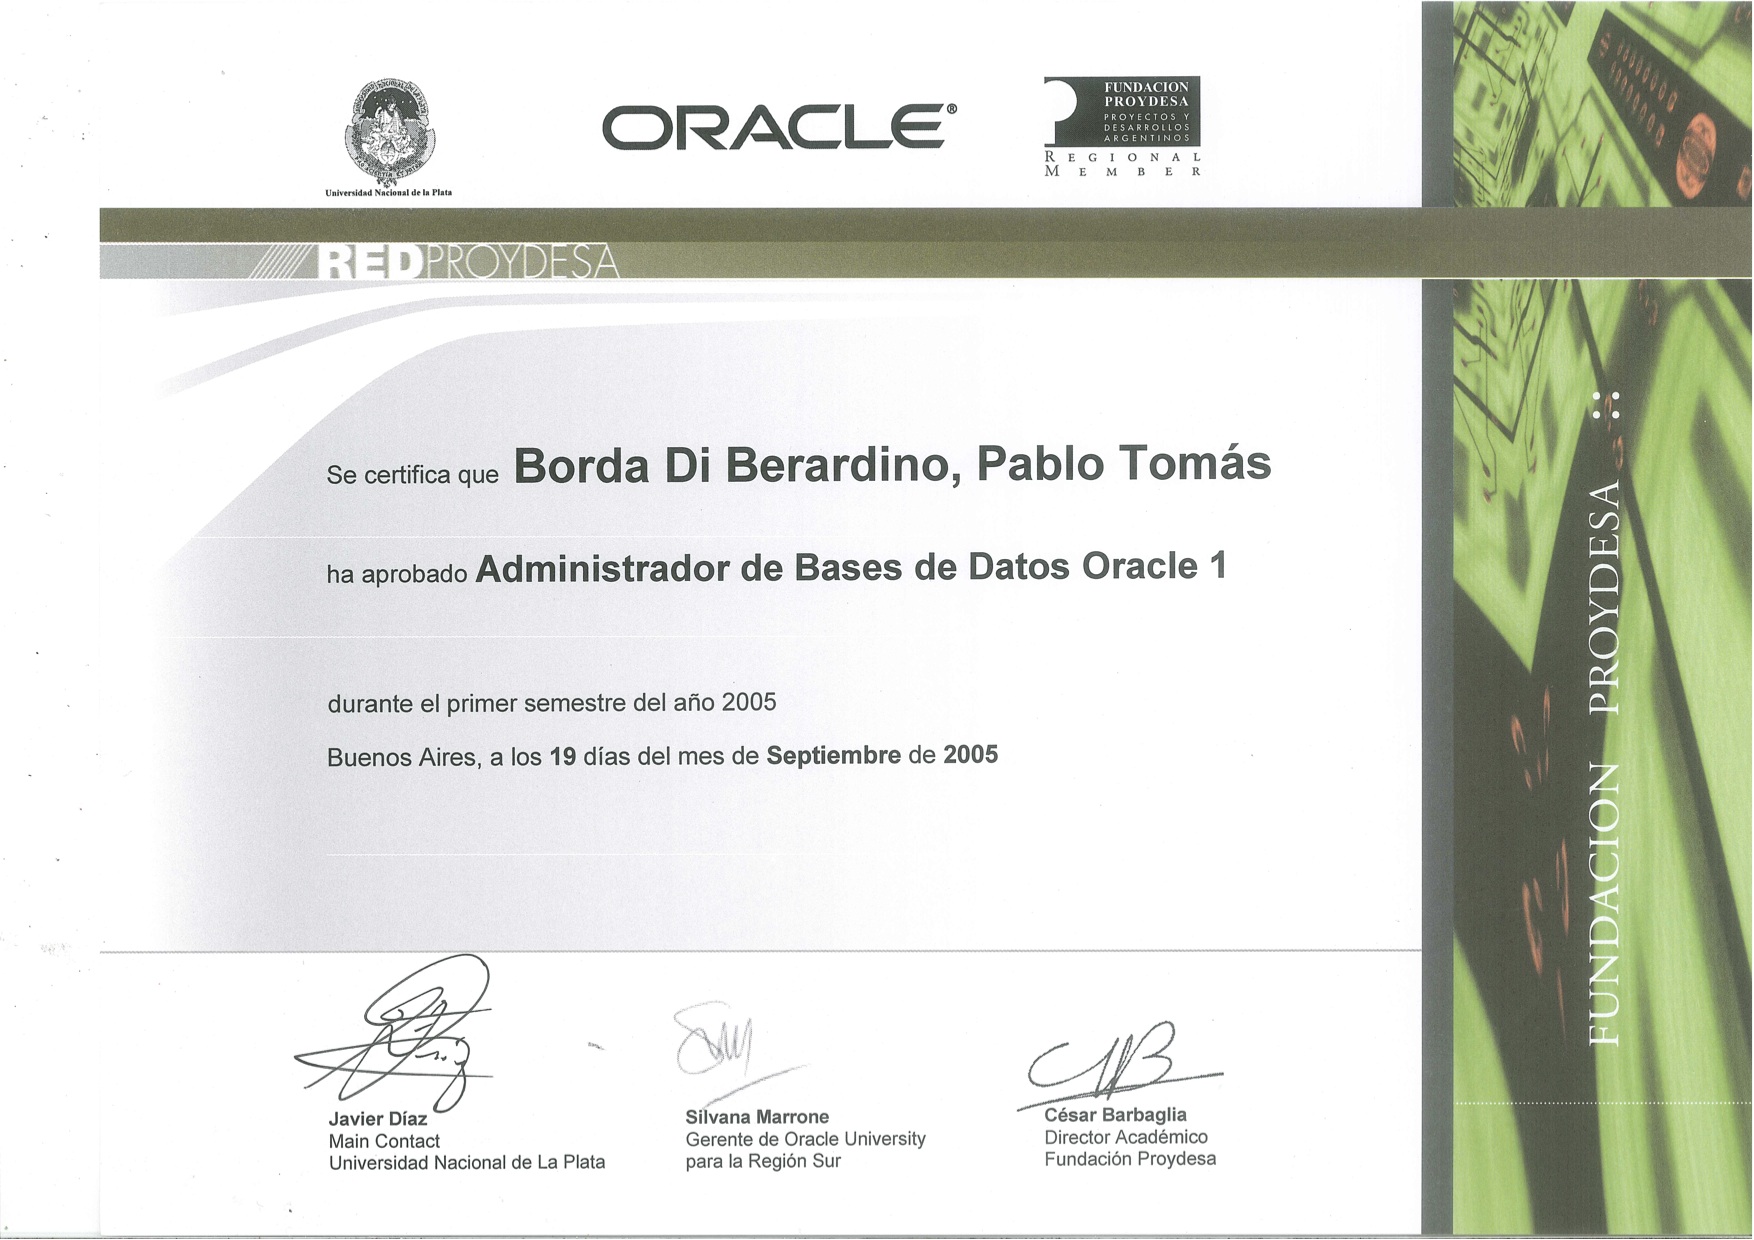 Universidad Nacional de la Plata
ORACLE®
FUNDACION
PROYDESA
PROYECTOS Y
DESARROLLOS
ARGENTINOS
REGIONAL
MEMBER
REDPROYDESA
Se certifica que Borda Di Berardino, Pablo Tomás
ha aprobado Administrador de Bases de Datos Oracle 1
durante el primer semestre del año 2005
Buenos Aires, a los 19 días del mes de Septiembre de 2005
Javier Díaz
Main Contact
Universidad Nacional de La Plata
Silvana Marrone
Gerente de Oracle University
para la Región Sur
César Barbaglia
Director Académico
Fundación Proydesa
FUNDACION PROYDESA